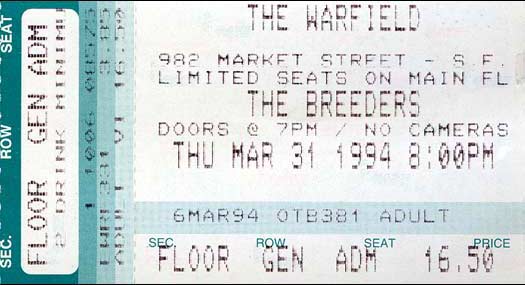 THE WARFIELD
982 MARKET STREET - S.F.
LIMITED SEATS ON MAIN FL
THE BREEDERS
DOORS @ 7PM / NO CAMERAS
THU MAR 31 1994 8:00PM
6MAR94 OTB381 ADULT
SEC. ROW SEAT PRICE
FLOOR GEN ADM 16.50
SEC. ROW SEAT
FLOOR GEN ADM
2 DRINK